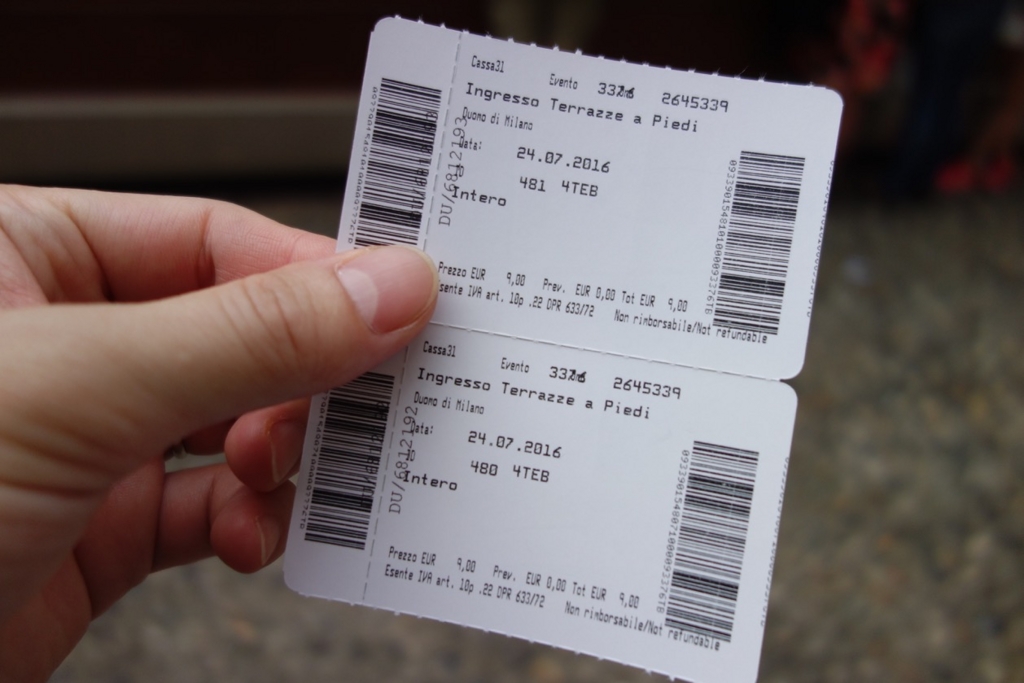 Cassa31 Evento 2645339
Ingresso Terrazze a Piedi
Duomo di Milano
Data: 24.07.2016
481 4TEB
Intero
Prezzo EUR 9,00 Prev. EUR 0,00 Tot EUR 9,00
Esente IVA art. 10p .22 DPR 633/72
Non rimborsabile/Not refundable
DU/6812193
Cassa31 Evento 2645339
Ingresso Terrazze a Piedi
Duomo di Milano
Data: 24.07.2016
480 4TEB
Intero
Prezzo EUR 9,00 Prev. EUR 0,00 Tot EUR 9,00
Esente IVA art. 10p .22 DPR 633/72
Non rimborsabile/Not refundable
DU/6812192